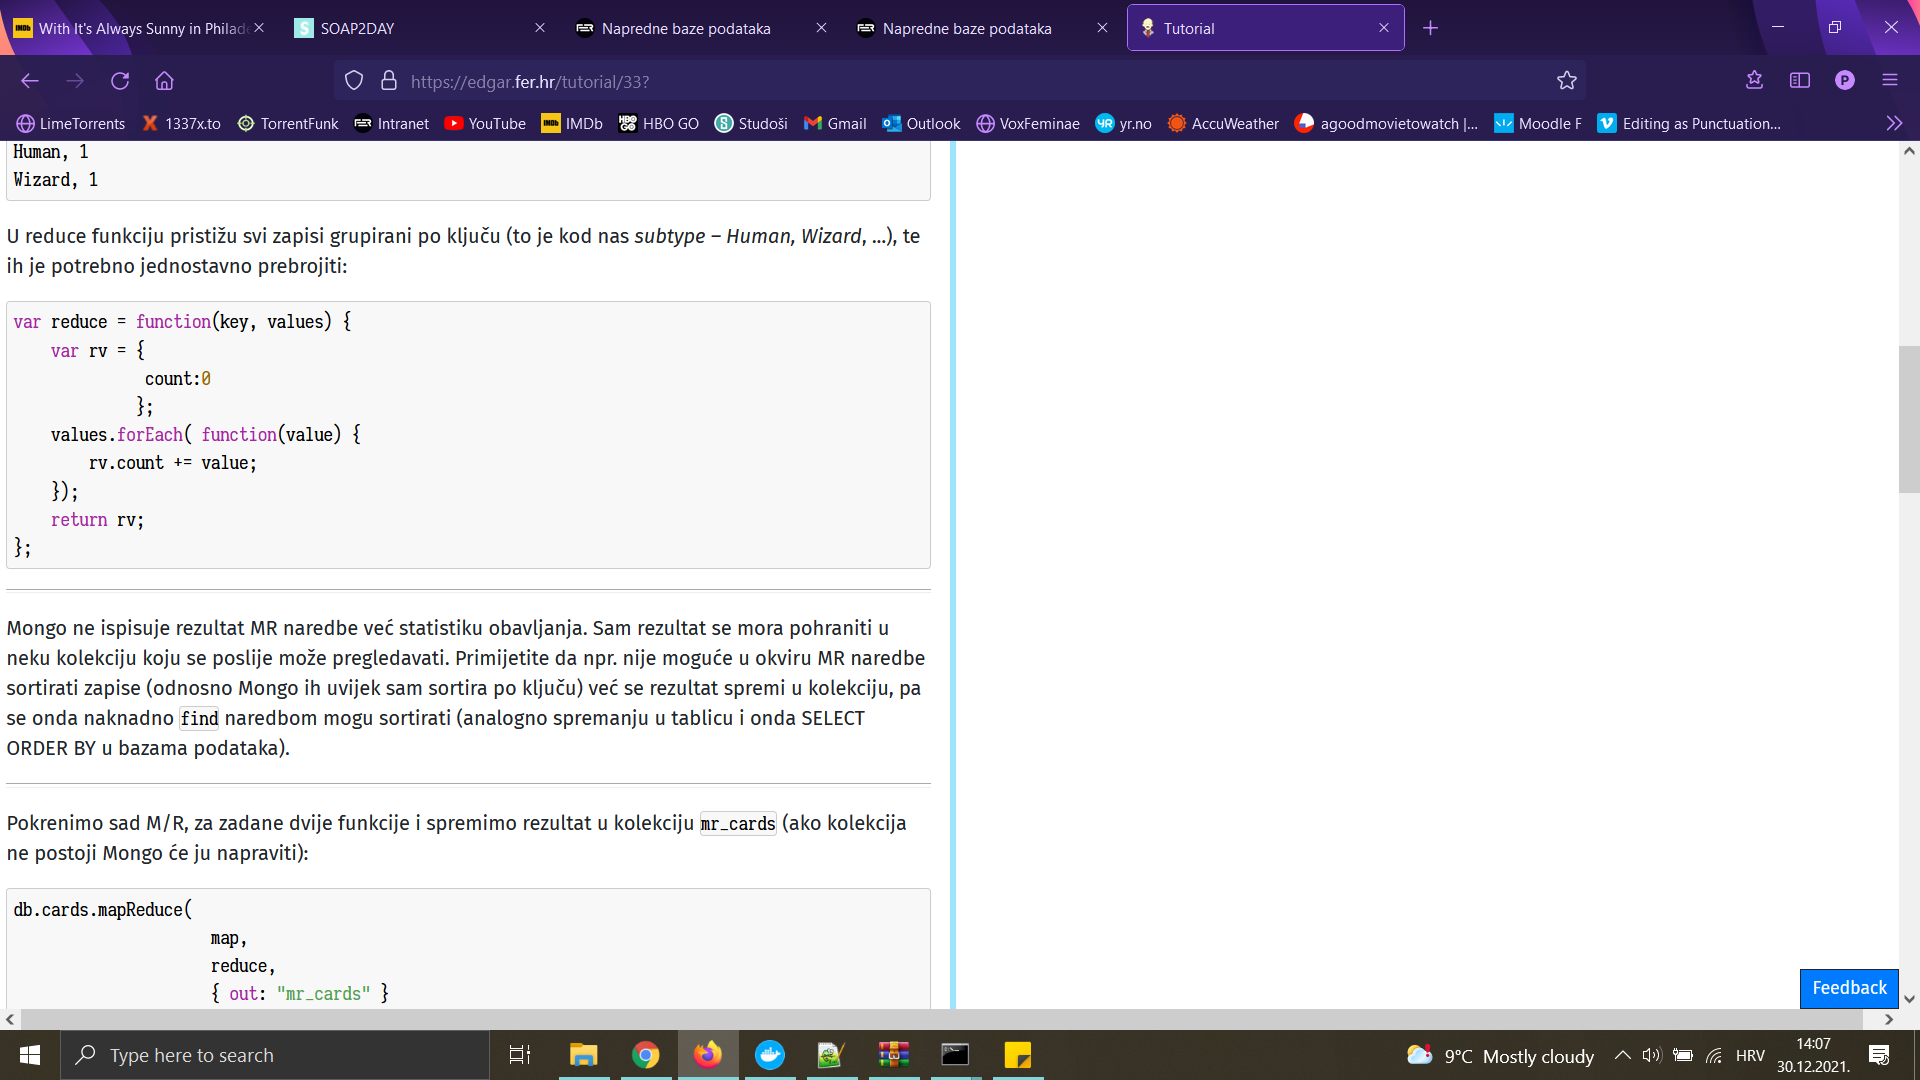 With It's Always Sunny in Philade
SOAP2DAY
Napredne baze podataka
Napredne baze podataka
Tutorial
https://edgar.fer.hr/tutorial/33?
LimeTorrents 1337x.to TorrentFunk Intranet YouTube IMDb HBO GO Studoši Gmail Outlook VoxFeminae yr.no AccuWeather agoodmovietowatch |... Moodle F Editing as Punctuation...
Human, 1
Wizard, 1
U reduce funkciju pristižu svi zapisi grupirani po ključu (to je kod nas subtype – Human, Wizard, ...), te
ih je potrebno jednostavno prebrojiti:
var reduce = function(key, values) {
var rv = {
count:0
};
values.forEach( function(value) {
rv.count += value;
});
return rv;
};
Mongo ne ispisuje rezultat MR naredbe već statistiku obavljanja. Sam rezultat se mora pohraniti u
neku kolekciju koju se poslije može pregledavati. Primijetite da npr. nije moguće u okviru MR naredbe
sortirati zapise (odnosno Mongo ih uvijek sam sortira po ključu) već se rezultat spremi u kolekciju, pa
se onda naknadno find naredbom mogu sortirati (analogno spremanju u tablicu i onda SELECT
ORDER BY u bazama podataka).
Pokrenimo sad M/R, za zadane dvije funkcije i spremimo rezultat u kolekciju mr_cards (ako kolekcija
ne postoji Mongo će ju napraviti):
db.cards.mapReduce(
map,
reduce,
{ out: "mr_cards" }
Feedback
Type here to search
9°C Mostly cloudy
HRV
14:07
30.12.2021.